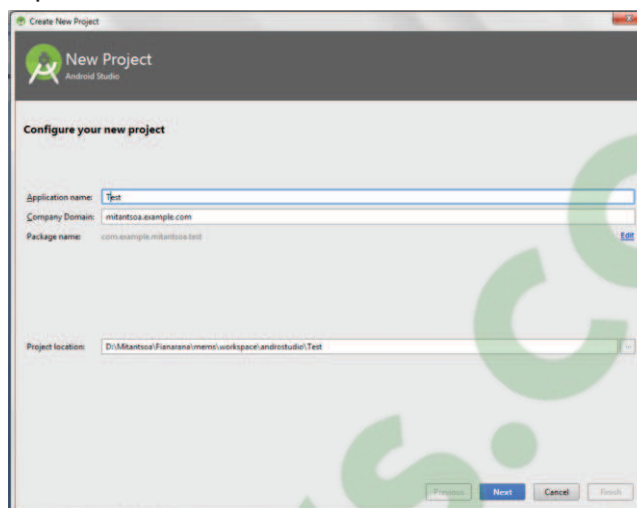 Create New Project
New Project
Android Studio
Configure your new project
Application name: Test
Company Domain: mitantsoa.example.com
Package name: com.example.mitantsoa.test Edit
Project location: D:\Mitantsoa\Fianarana\mems\workspace\androstudio\Test ...
Previous Next Cancel Finish